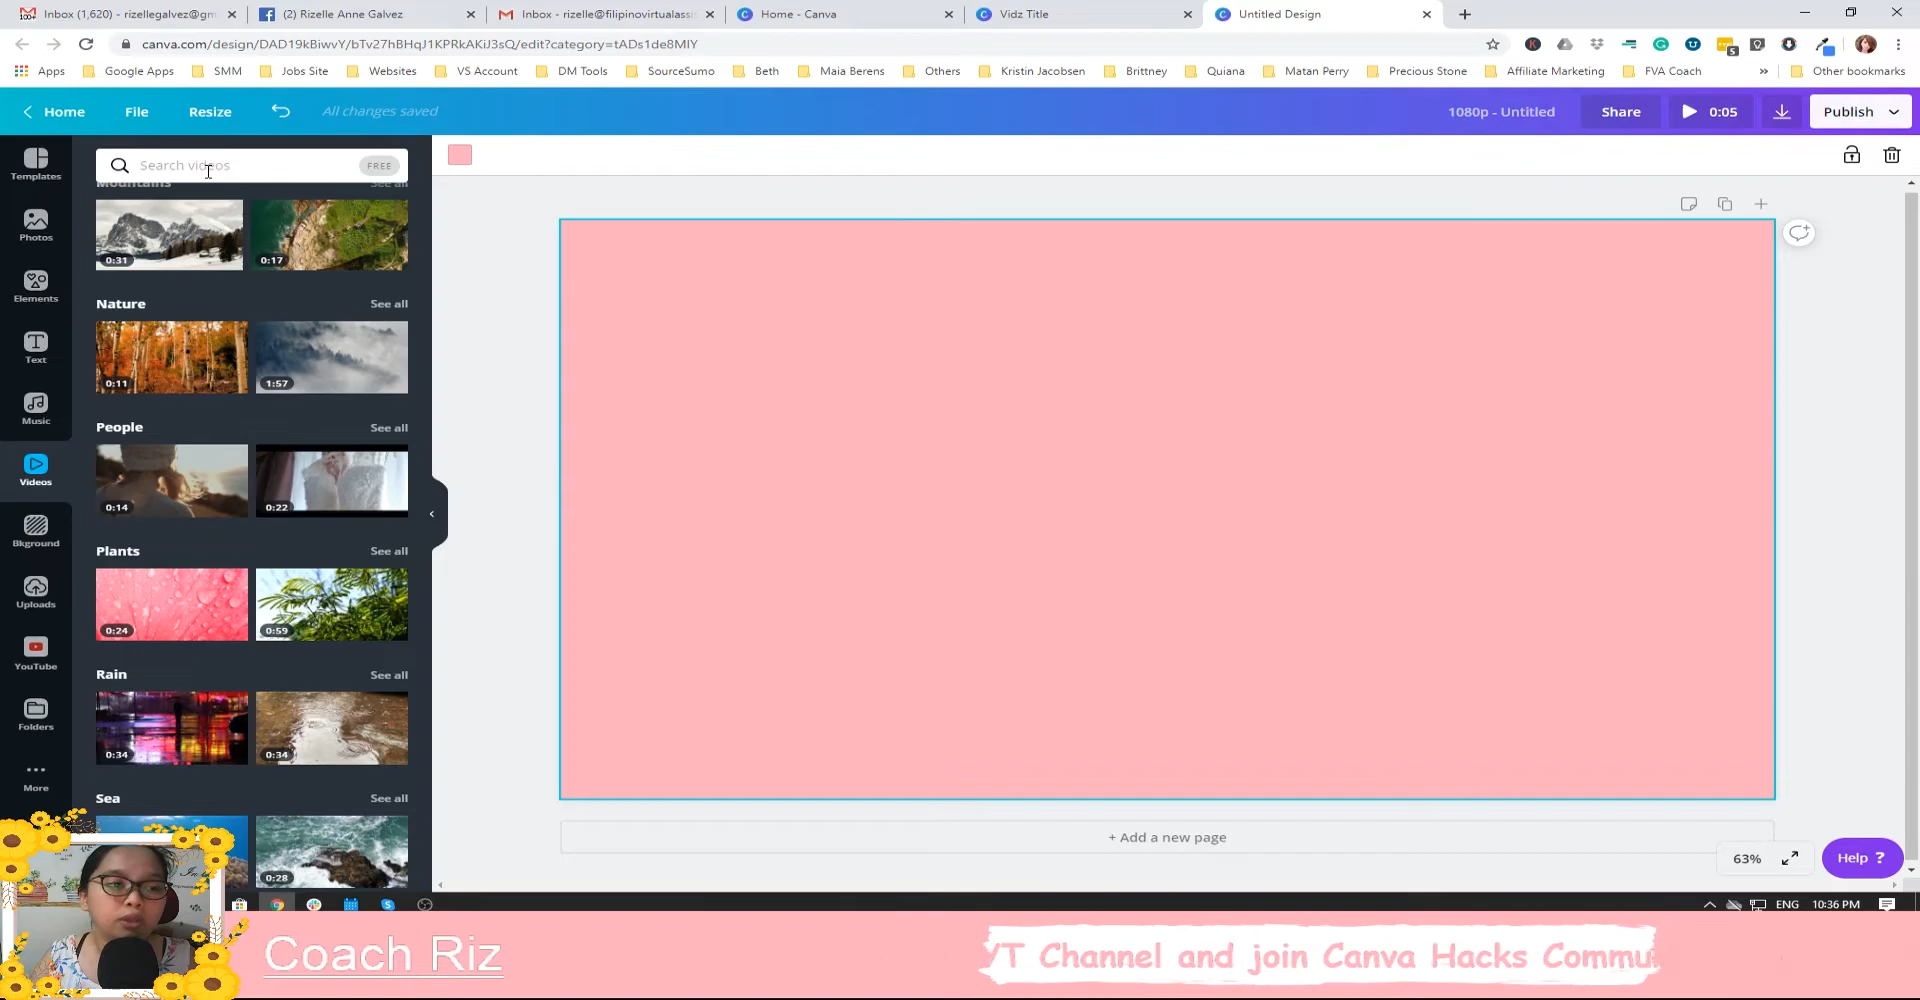 Inbox (1,620) - rizellegalvez@gm
(2) Rizelle Anne Galvez
Inbox - rizelle@filipinovirtualassis
Home - Canva
Vidz Title
Untitled Design
canva.com/design/DAD19kBiwvY/bTv27hBHqJ1KPRkAKiJ3sQ/edit?category=tADs1de8MIY
Apps
Google Apps
SMM
Jobs Site
Websites
VS Account
DM Tools
SourceSumo
Beth
Maia Berens
Others
Kristin Jacobsen
Brittney
Quiana
Matan Perry
Precious Stone
Affiliate Marketing
FVA Coach
Other bookmarks
Home
File
Resize
All changes saved
1080p - Untitled
Share
0:05
Publish
Templates
Photos
Elements
Text
Music
Videos
Bkground
Uploads
YouTube
Folders
More
Search videos
FREE
Mountains
See all
0:31
0:17
Nature
See all
0:11
1:57
People
See all
0:14
0:22
Plants
See all
0:24
0:59
Rain
See all
0:34
0:34
Sea
See all
0:28
+ Add a new page
63%
Help ?
ENG
10:36 PM
Coach Riz
YT Channel and join Canva Hacks Commu